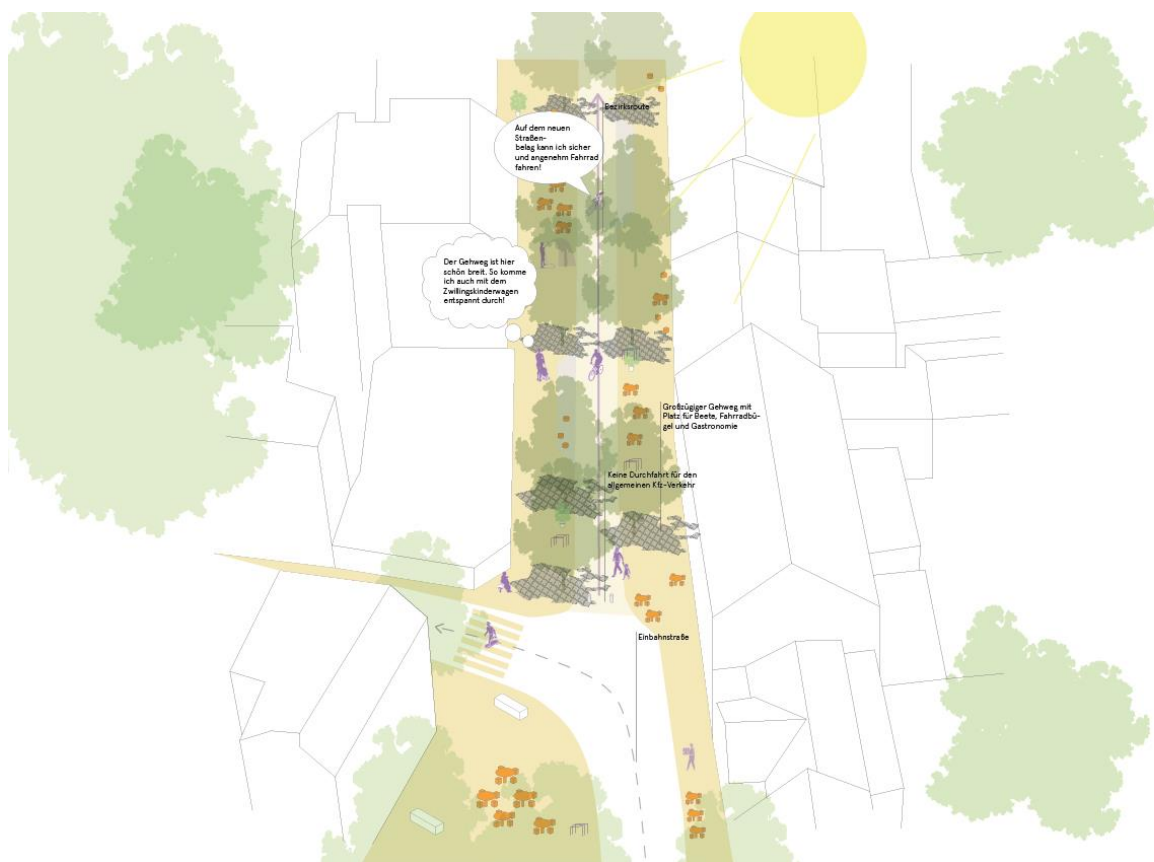 Bezirksroute
Auf dem neuen
Straßen-
belag kann ich sicher
und angenehm Fahrrad
fahren!
Der Gehweg ist hier
schön breit. So komme
ich auch mit dem
Zwillingskinderwagen
entspannt durch!
Großzügiger Gehweg mit
Platz für Beete, Fahrradbü-
gel und Gastronomie
Keine Durchfahrt für den
allgemeinen Kfz-Verkehr
Einbahnstraße